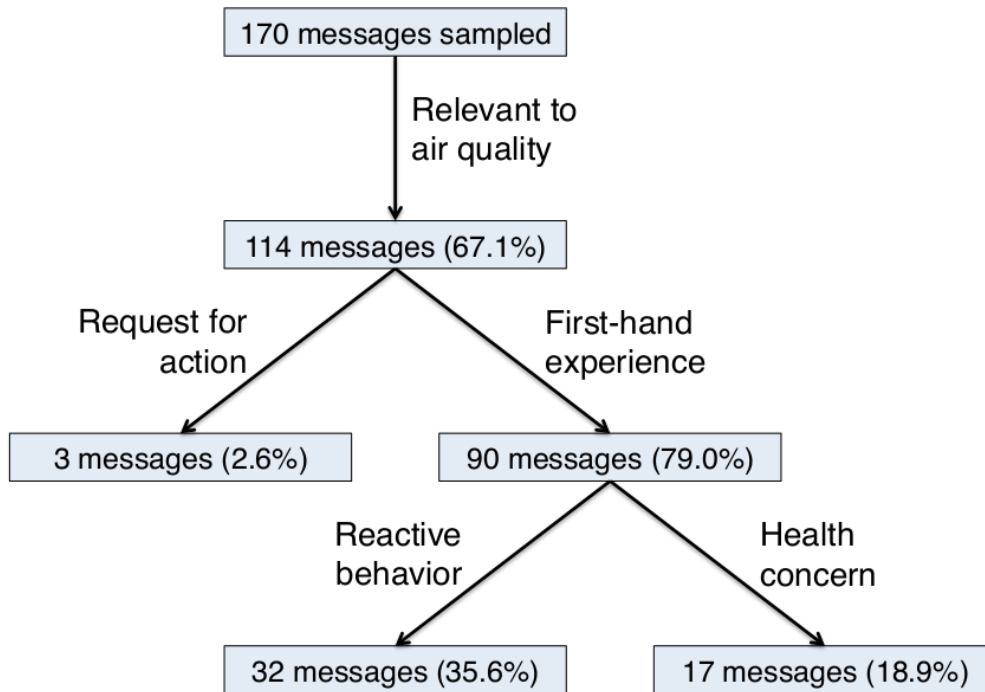 170 messages sampled
Relevant to
air quality
114 messages (67.1%)
Request for
action
First-hand
experience
3 messages (2.6%)
90 messages (79.0%)
Reactive
behavior
Health
concern
32 messages (35.6%)
17 messages (18.9%)